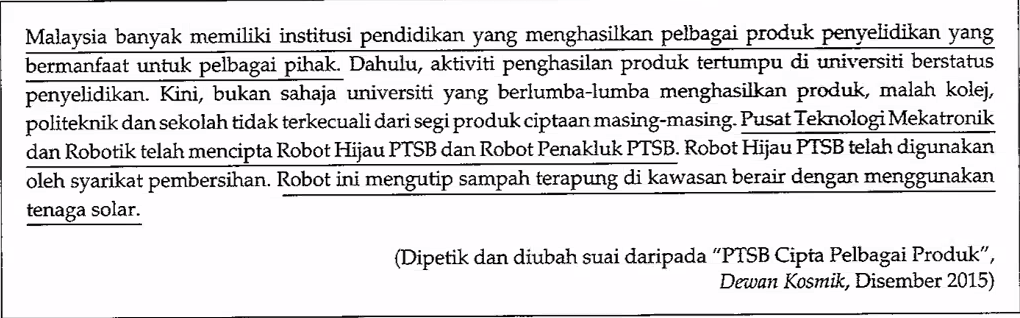 Malaysia banyak memiliki institusi pendidikan yang menghasilkan pelbagai produk penyelidikan yang
bermanfaat untuk pelbagai pihak. Dahulu, aktiviti penghasilan produk tertumpu di universiti berstatus
penyelidikan. Kini, bukan sahaja universiti yang berlumba-lumba menghasilkan produk, malah kolej,
politeknik dan sekolah tidak terkecuali dari segi produk ciptaan masing-masing. Pusat Teknologi Mekatronik
dan Robotik telah mencipta Robot Hijau PTSB dan Robot Penakluk PTSB. Robot Hijau PTSB telah digunakan
oleh syarikat pembersihan. Robot ini mengutip sampah terapung di kawasan berair dengan menggunakan
tenaga solar.
(Dipetik dan diubah suai daripada "PTSB Cipta Pelbagai Produk",
Dewan Kosmik, Disember 2015)